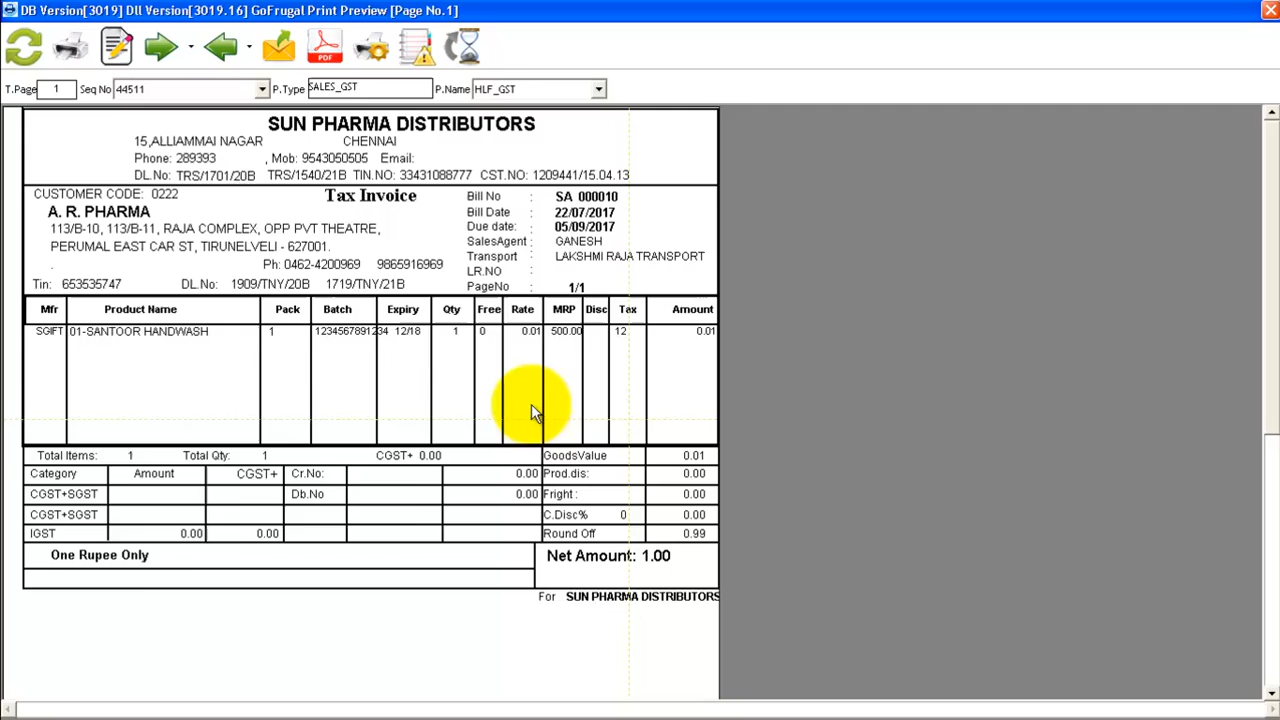 DB Version[3019] Dll Version[3019.16] GoFrugal Print Preview [Page No.1]
PDF
T.Page 1 Seq No 44511 P.Type SALES_GST P.Name HLF_GST
SUN PHARMA DISTRIBUTORS
15,ALLIAMMAI NAGAR CHENNAI
Phone: 289393 , Mob: 9543050505 Email:
DL.No: TRS/1701/20B TRS/1540/21B TIN.NO: 33431088777 CST.NO: 1209441/15.04.13
CUSTOMER CODE: 0222 Tax Invoice Bill No : SA 000010
A. R. PHARMA Bill Date : 22/07/2017
113/B-10, 113/B-11, RAJA COMPLEX, OPP PVT THEATRE, Due date: : 05/09/2017
SalesAgent : GANESH
PERUMAL EAST CAR ST, TIRUNELVELI - 627001. Transport : LAKSHMI RAJA TRANSPORT
. Ph: 0462-4200969 9865916969 LR.NO :
Tin: 653535747 DL.No: 1909/TNY/20B 1719/TNY/21B PageNo : 1/1
Mfr Product Name Pack Batch Expiry Qty Free Rate MRP Disc Tax Amount
SGIFT 01-SANTOOR HANDWASH 1 1234567891234 12/18 1 0 0.01 500.00 12 0.01
Total Items: 1 Total Qty: 1 CGST+ 0.00 GoodsValue 0.01
Category Amount CGST+ Cr.No: 0.00 Prod.dis: 0.00
CGST+SGST Db.No 0.00 Fright : 0.00
CGST+SGST C.Disc% 0 0.00
IGST 0.00 0.00 Round Off 0.99
One Rupee Only Net Amount: 1.00
For SUN PHARMA DISTRIBUTORS